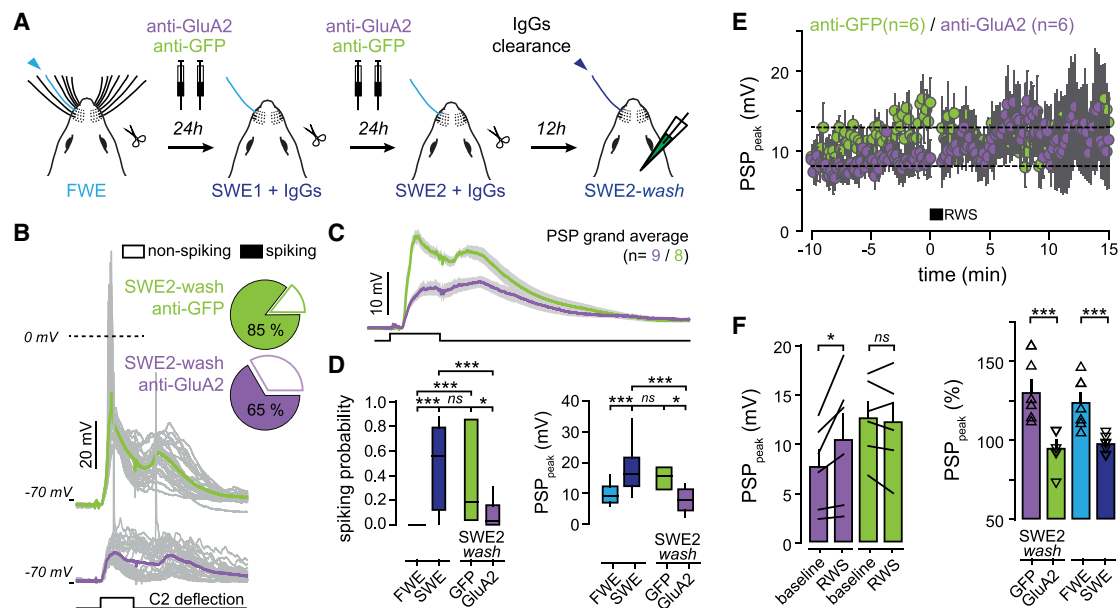 A
anti-GluA2
anti-GFP
anti-GluA2
anti-GFP
IgGs
clearance
24h
24h
12h
FWE
SWE1 + IgGs
SWE2 + IgGs
SWE2-wash
B
non-spiking
spiking
SWE2-wash
anti-GFP
85 %
SWE2-wash
anti-GluA2
65 %
0 mV
20 mV
-70 mV
-70 mV
C2 deflection
C
PSP grand average
(n= 9 / 8)
10 mV
D
spiking probability
1.0
0.8
0.6
0.4
0.2
0.0
***
***
ns
***
*
FWE
SWE
GFP
GluA2
SWE2
wash
PSPpeak (mV)
40
30
20
10
0
***
***
ns
*
FWE
SWE
GFP
GluA2
SWE2
wash
E
anti-GFP(n=6) / anti-GluA2 (n=6)
PSPpeak (mV)
20
10
0
RWS
-10
-5
0
5
10
15
time (min)
F
PSPpeak (mV)
20
15
10
5
0
*
ns
baseline
RWS
baseline
RWS
PSPpeak (%)
150
100
50
***
***
SWE2
wash
GFP
GluA2
FWE
SWE